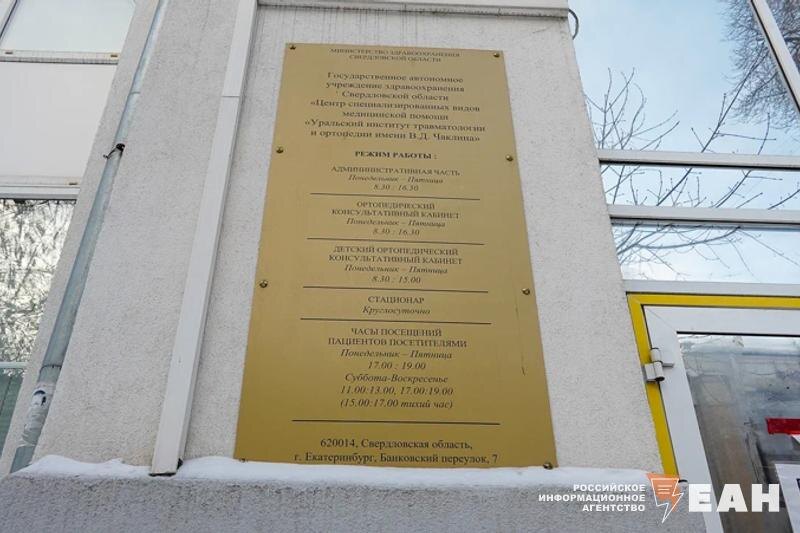 МИНИСТЕРСТВО ЗДРАВООХРАНЕНИЯ
СВЕРДЛОВСКОЙ ОБЛАСТИ
Государственное автономное
учреждение здравоохранения
Свердловской области
«Центр специализированных видов
медицинской помощи
«Уральский институт травматологии
и ортопедии имени В.Д. Чаклина»
РЕЖИМ РАБОТЫ :
АДМИНИСТРАТИВНАЯ ЧАСТЬ
Понедельник – Пятница
8.30 : 16.30
ОРТОПЕДИЧЕСКИЙ
КОНСУЛЬТАТИВНЫЙ КАБИНЕТ
Понедельник – Пятница
8.30 : 16.30
ДЕТСКИЙ ОРТОПЕДИЧЕСКИЙ
КОНСУЛЬТАТИВНЫЙ КАБИНЕТ
Понедельник – Пятница
8.30 : 15.00
СТАЦИОНАР
Круглосуточно
ЧАСЫ ПОСЕЩЕНИЙ
ПАЦИЕНТОВ ПОСЕТИТЕЛЯМИ
Понедельник – Пятница
17.00 : 19.00
Суббота-Воскресенье
11.00:13.00, 17.00:19.00
(15.00:17.00 тихий час)
620014, Свердловская область,
г. Екатеринбург, Банковский переулок, 7
РОССИЙСКОЕ
ИНФОРМАЦИОННОЕ
АГЕНТСТВО
ЕАН